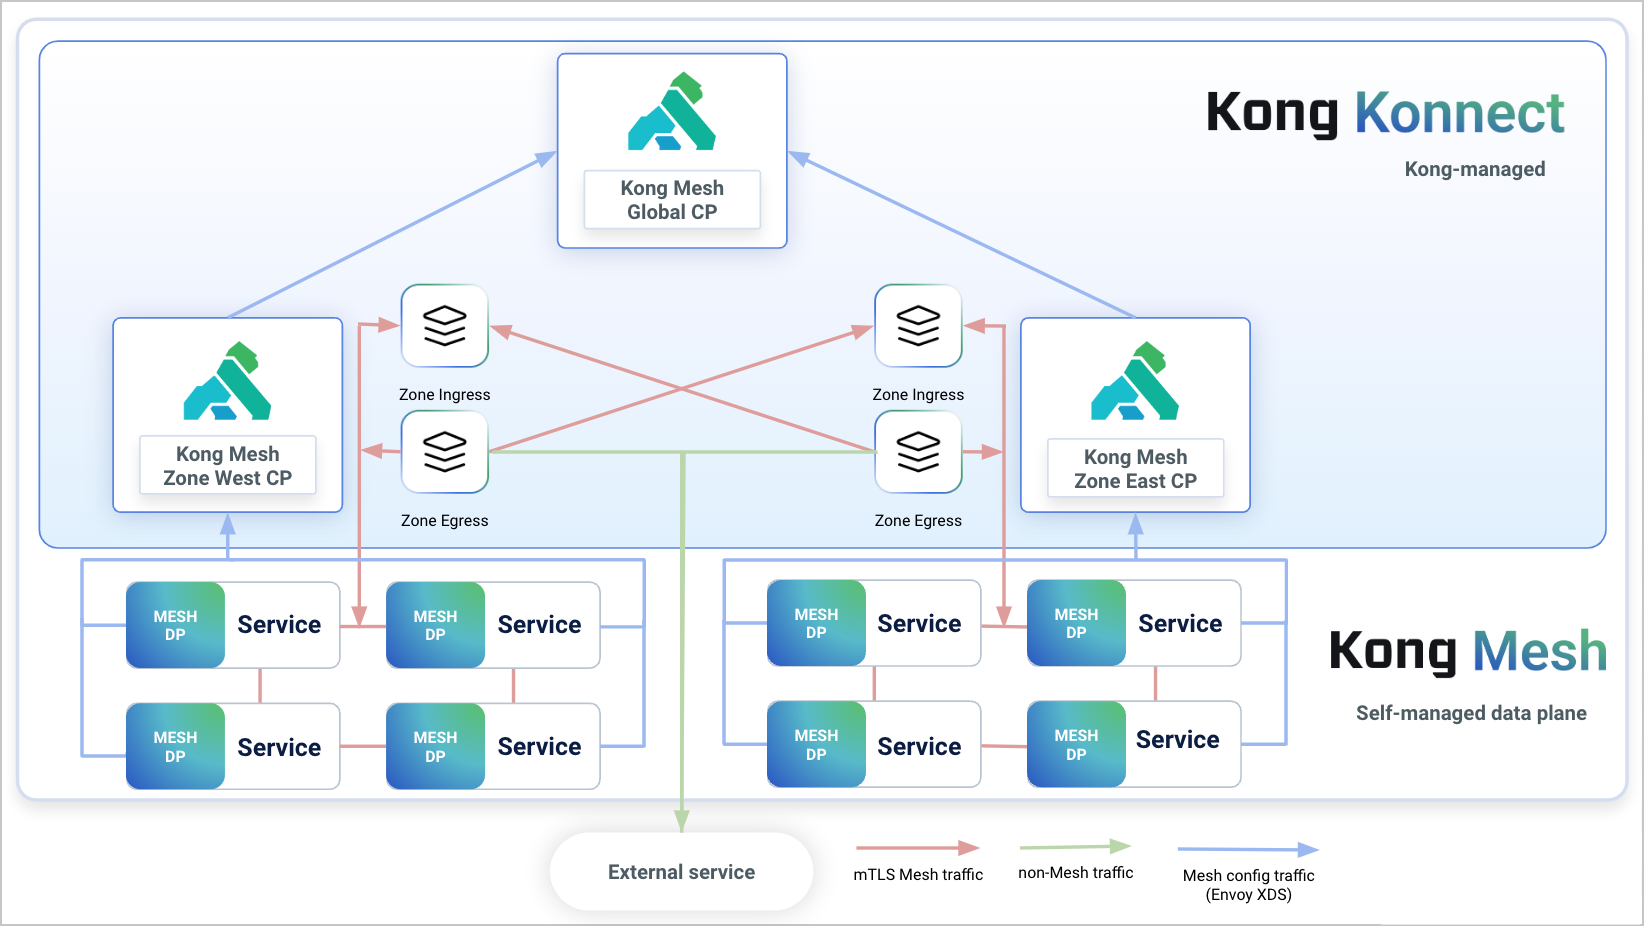 Kong Konnect
Kong-managed
Kong Mesh
Global CP
Zone Ingress
Zone Ingress
Kong Mesh
Zone West CP
Kong Mesh
Zone East CP
Zone Egress
Zone Egress
MESH
DP
Service
MESH
DP
Service
MESH
DP
Service
MESH
DP
Service
Kong Mesh
Self-managed data plane
MESH
DP
Service
MESH
DP
Service
MESH
DP
Service
MESH
DP
Service
External service
mTLS Mesh traffic
non-Mesh traffic
Mesh config traffic
(Envoy XDS)